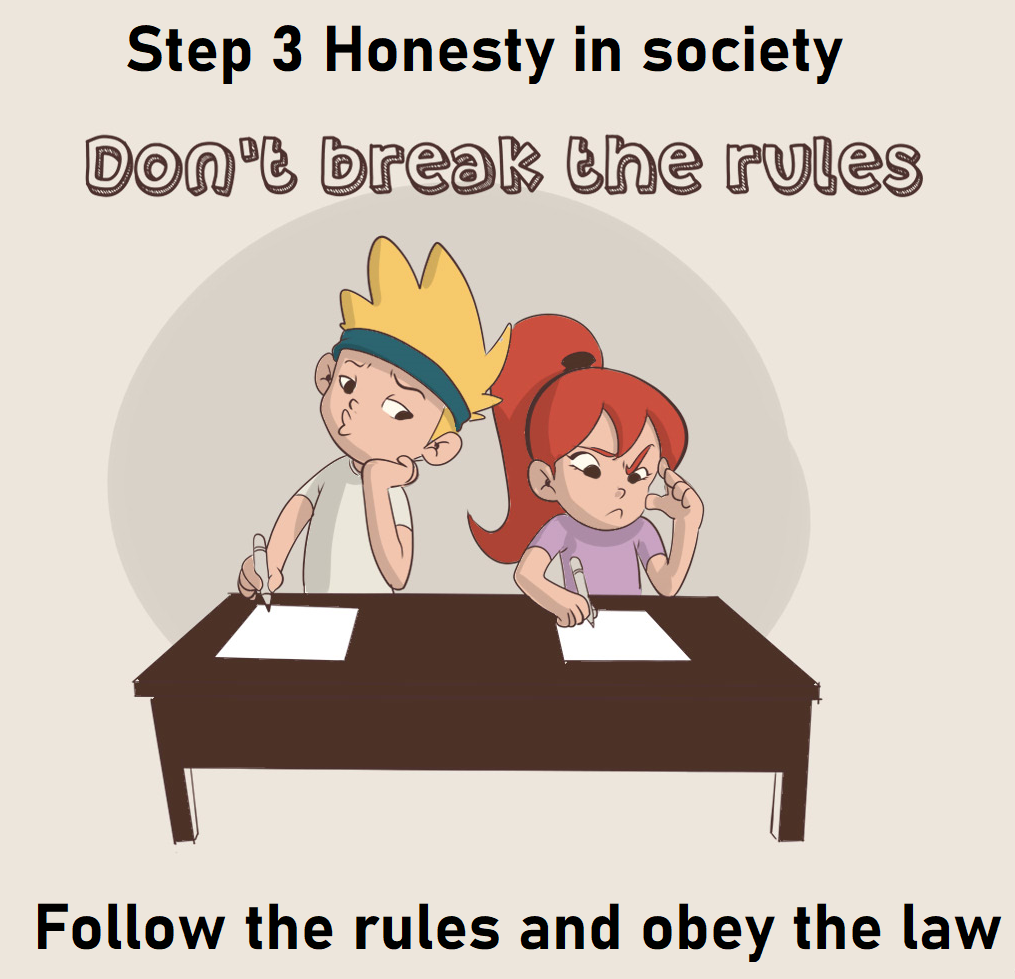 Step 3 Honesty in society
Don't break the rules
Follow the rules and obey the law